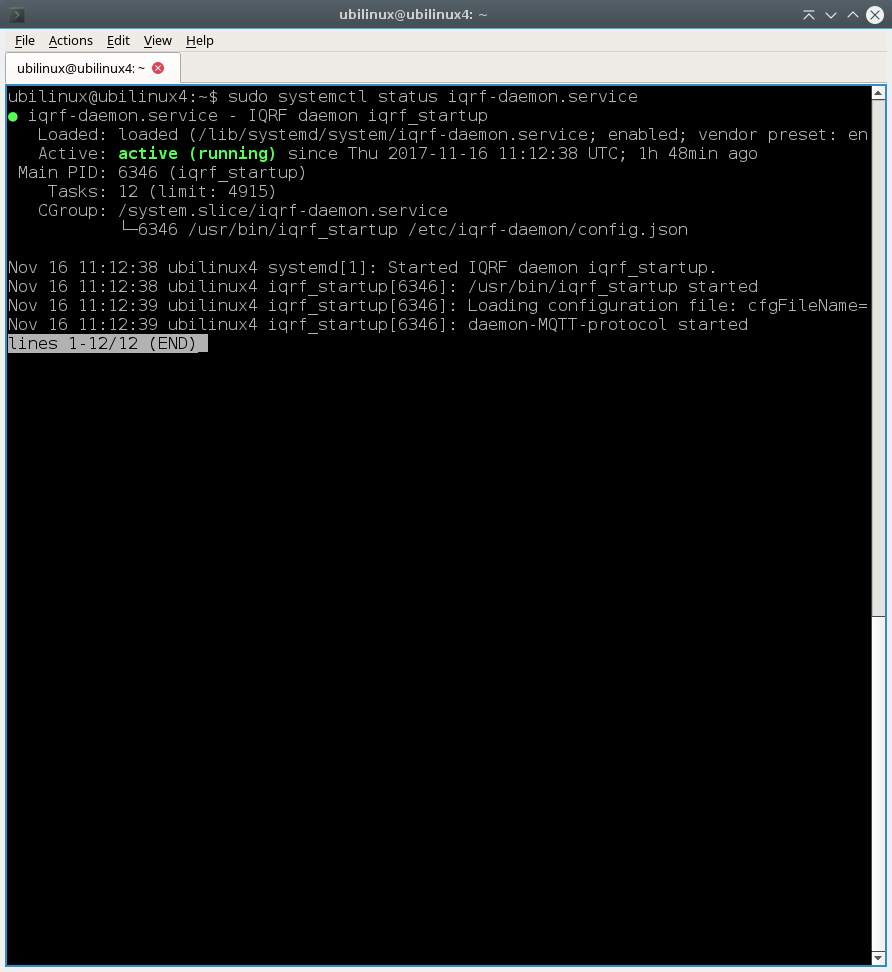 ubilinux@ubilinux4: ~
File Actions Edit View Help
ubilinux@ubilinux4: ~
ubilinux@ubilinux4:~$ sudo systemctl status iqrf-daemon.service
● iqrf-daemon.service - IQRF daemon iqrf_startup
   Loaded: loaded (/lib/systemd/system/iqrf-daemon.service; enabled; vendor preset: en
   Active: active (running) since Thu 2017-11-16 11:12:38 UTC; 1h 48min ago
 Main PID: 6346 (iqrf_startup)
    Tasks: 12 (limit: 4915)
   CGroup: /system.slice/iqrf-daemon.service
           └─6346 /usr/bin/iqrf_startup /etc/iqrf-daemon/config.json
Nov 16 11:12:38 ubilinux4 systemd[1]: Started IQRF daemon iqrf_startup.
Nov 16 11:12:38 ubilinux4 iqrf_startup[6346]: /usr/bin/iqrf_startup started
Nov 16 11:12:39 ubilinux4 iqrf_startup[6346]: Loading configuration file: cfgFileName=
Nov 16 11:12:39 ubilinux4 iqrf_startup[6346]: daemon-MQTT-protocol started
lines 1-12/12 (END)